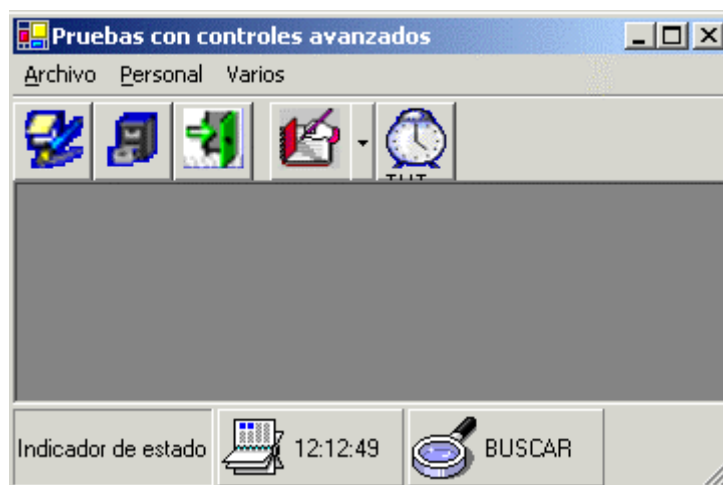 Pruebas con controles avanzados
Archivo Personal Varios
Indicador de estado 12:12:49 BUSCAR